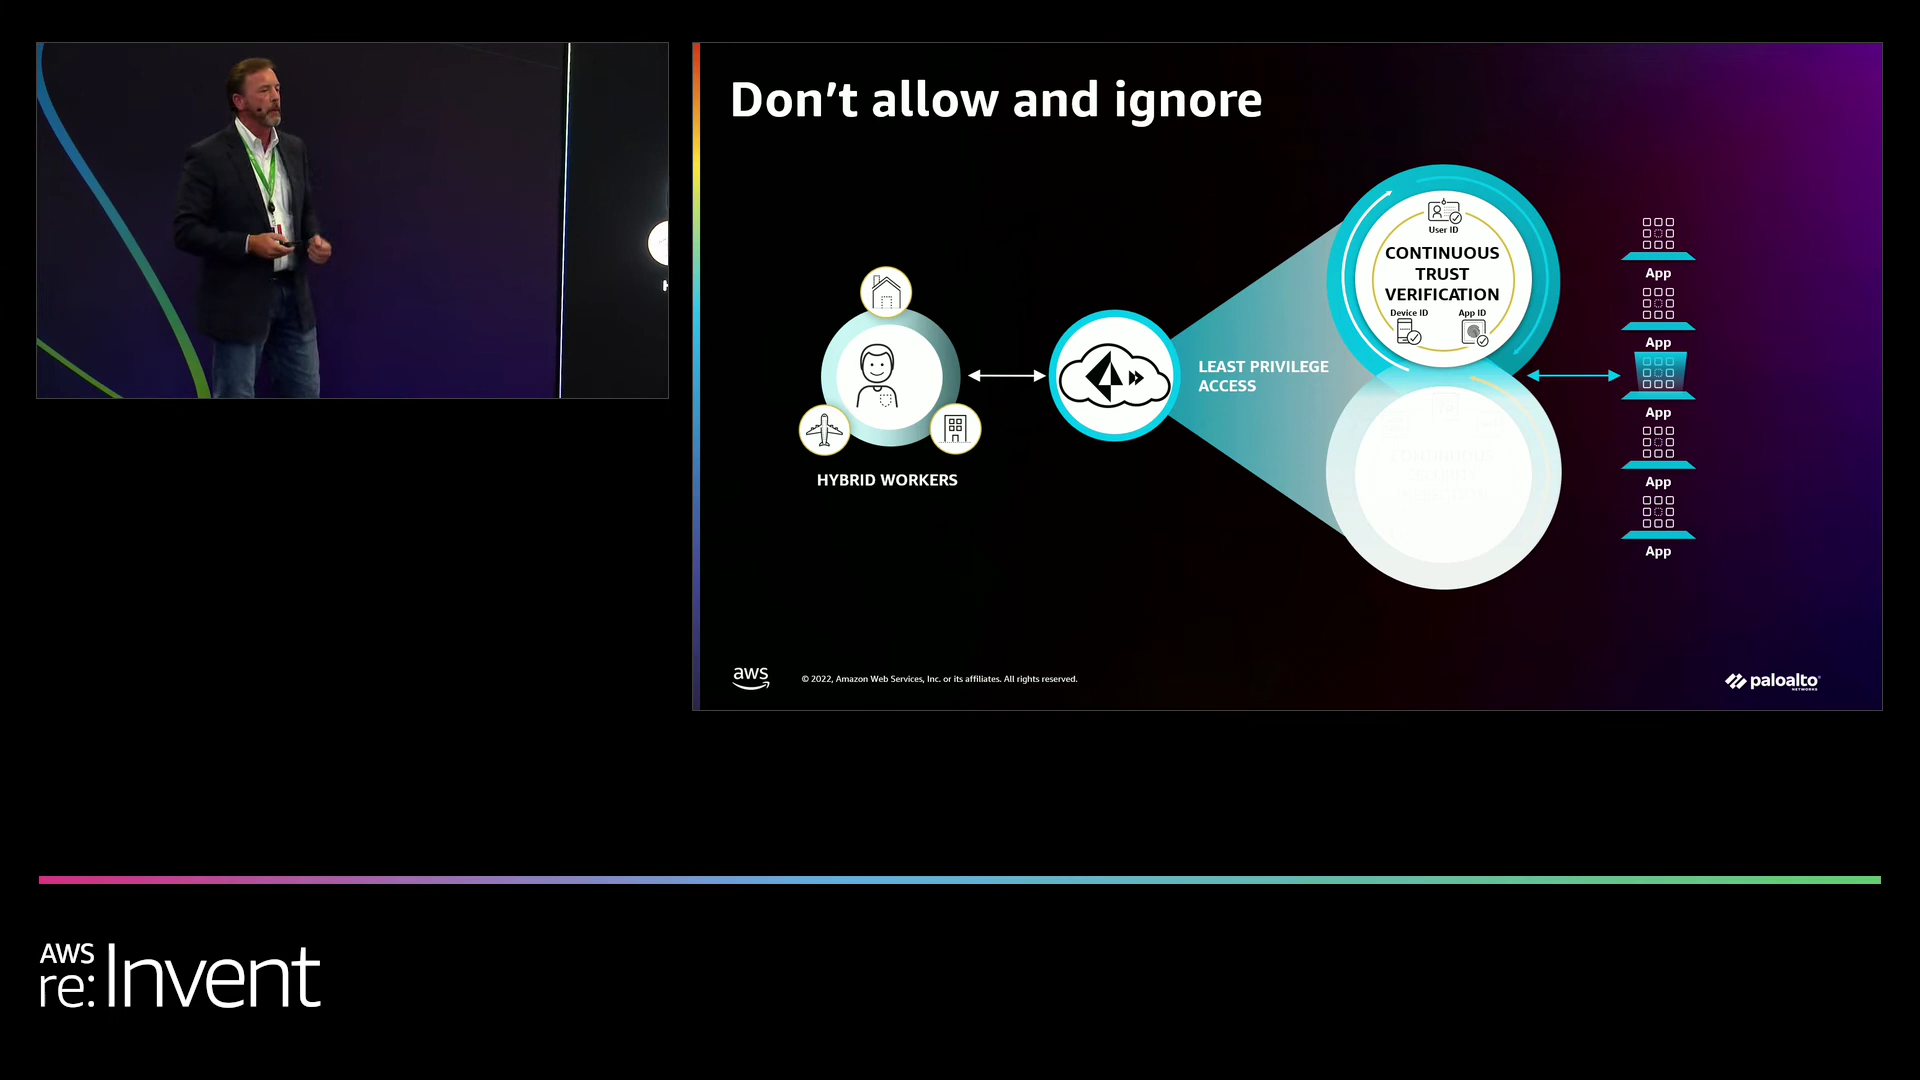 Don't allow and ignore
User ID
CONTINUOUS
TRUST
VERIFICATION
Device ID
App ID
LEAST PRIVILEGE
ACCESS
HYBRID WORKERS
App
App
App
App
App
aws
© 2022, Amazon Web Services, Inc. or its affiliates. All rights reserved.
paloalto
NETWORKS
AWS
re:Invent